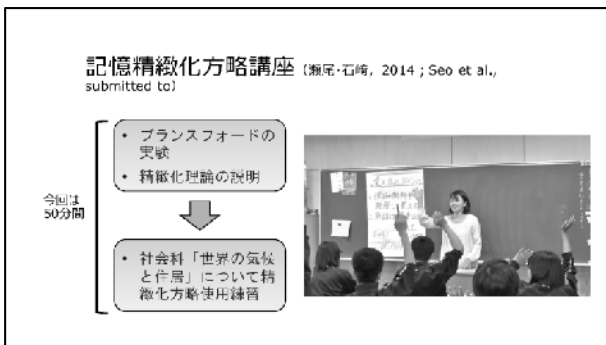 記憶精緻化方略講座 (瀬尾・石﨑, 2014 ; Seo et al.,
submitted to)
今回は
50分間
• ブランスフォードの
実験
• 精緻化理論の説明
• 社会科「世界の気候
と住居」について精
緻化方略使用練習